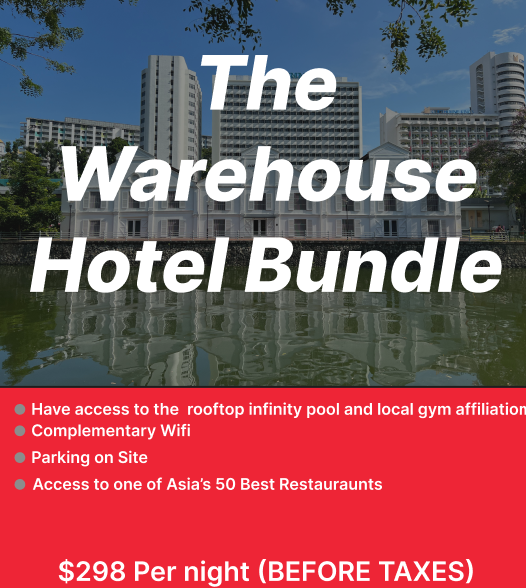 The
Warehouse
Hotel Bundle
Have access to the rooftop infinity pool and local gym affiliation
Complementary Wifi
Parking on Site
Access to one of Asia's 50 Best Restauraunts
$298 Per night (BEFORE TAXES)